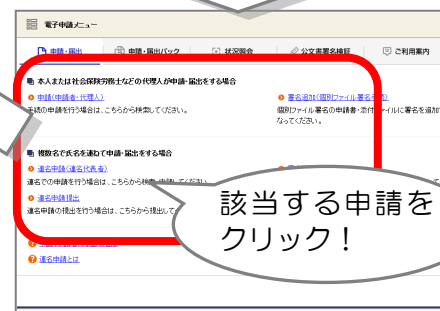 電子申請メニュー
申請・届出
申請・届出パック
状況照会
公文書署名検証
ご利用案内
本人または社会保険労務士などの代理人が申請・届出をする場合
申請(申請者・代理人)
手続の申請を行う場合は、こちらから検索してください。
署名追加(個別ファイル署名
個別ファイル署名の申請書・添付ファイルに署名を追加
なってください。
複数名で氏名を連ねて申請・届出をする場合
連名申請(連名代表者)
連名での申請を行う場合は、こちらから検索・申請してください。
連名申請提出
連名申請の提出を行う場合は、こちらから提出して
連名申請とは
該当する申請を
クリック！